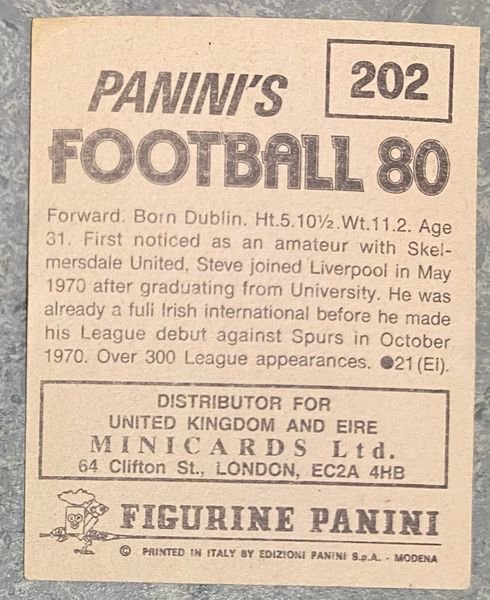 202
PANINI'S
FOOTBALL 80
Forward. Born Dublin. Ht.5.10½.Wt.11.2. Age
31. First noticed as an amateur with Skel-
mersdale United, Steve joined Liverpool in May
1970 after graduating from University. He was
already a full Irish international before he made
his League debut against Spurs in October
1970. Over 300 League appearances. ●21 (EI).
DISTRIBUTOR FOR
UNITED KINGDOM AND EIRE
MINICARDS Ltd.
64 Clifton St., LONDON, EC2A 4HB
FIGURINE PANINI
© PRINTED IN ITALY BY EDIZIONI PANINI S.p.A. - MODENA